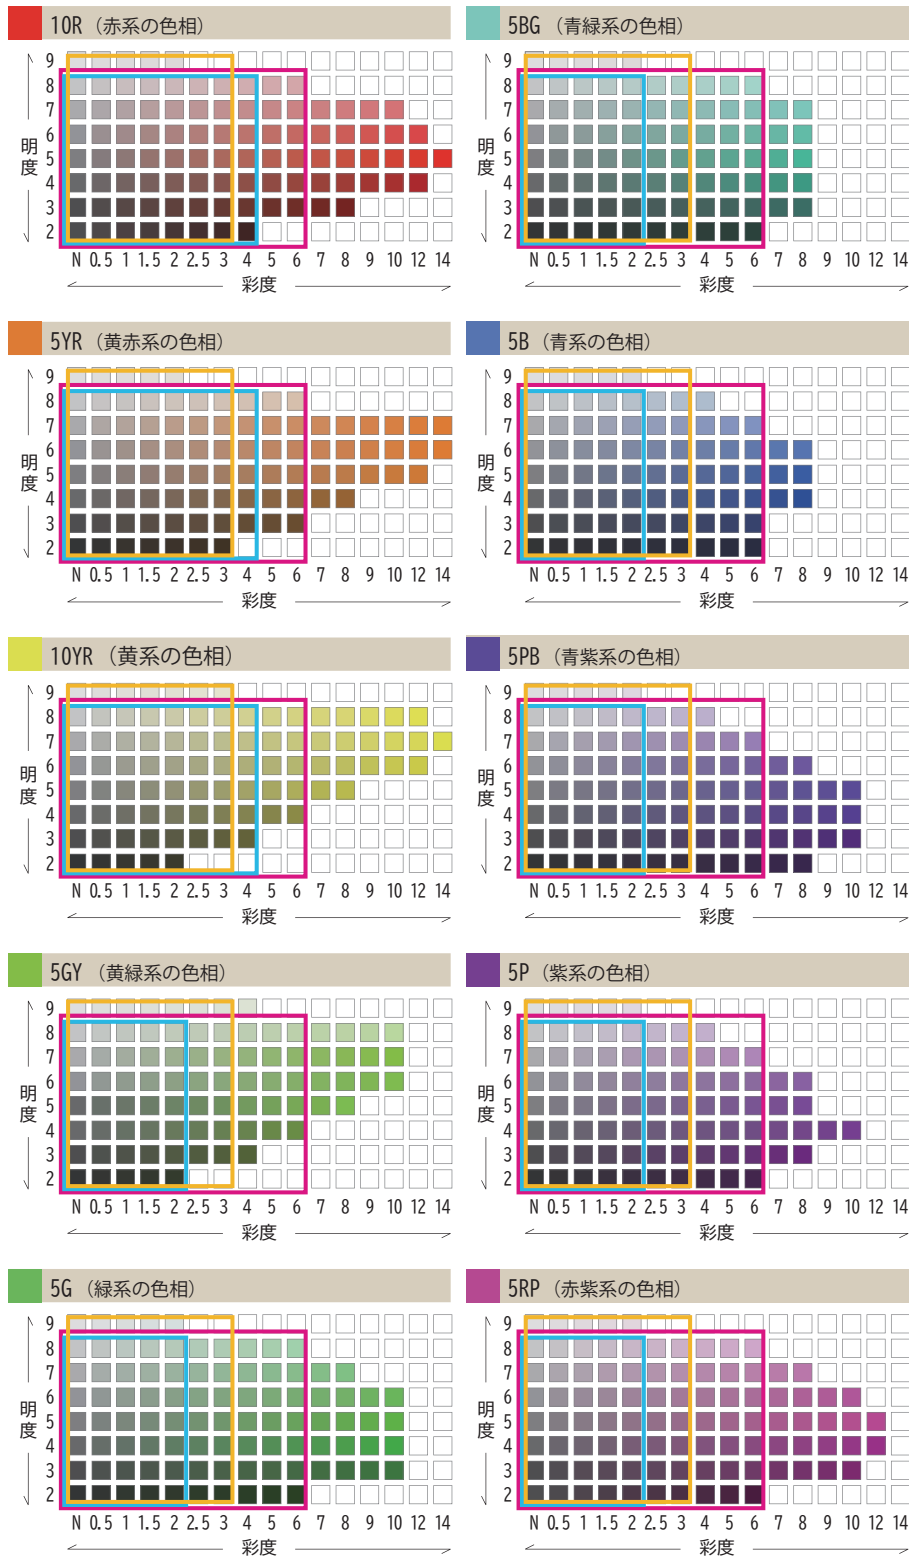 10R（赤系の色相）
9
8
7
6
5
4
3
2
明度
N 0.5 1 1.5 2 2.5 3 4 5 6 7 8 9 10 12 14
彩度
5BG（青緑系の色相）
9
8
7
6
5
4
3
2
明度
N 0.5 1 1.5 2 2.5 3 4 5 6 7 8 9 10 12 14
彩度
5YR（黄赤系の色相）
9
8
7
6
5
4
3
2
明度
N 0.5 1 1.5 2 2.5 3 4 5 6 7 8 9 10 12 14
彩度
5B（青系の色相）
9
8
7
6
5
4
3
2
明度
N 0.5 1 1.5 2 2.5 3 4 5 6 7 8 9 10 12 14
彩度
10YR（黄系の色相）
9
8
7
6
5
4
3
2
明度
N 0.5 1 1.5 2 2.5 3 4 5 6 7 8 9 10 12 14
彩度
5PB（青紫系の色相）
9
8
7
6
5
4
3
2
明度
N 0.5 1 1.5 2 2.5 3 4 5 6 7 8 9 10 12 14
彩度
5GY（黄緑系の色相）
9
8
7
6
5
4
3
2
明度
N 0.5 1 1.5 2 2.5 3 4 5 6 7 8 9 10 12 14
彩度
5P（紫系の色相）
9
8
7
6
5
4
3
2
明度
N 0.5 1 1.5 2 2.5 3 4 5 6 7 8 9 10 12 14
彩度
5G（緑系の色相）
9
8
7
6
5
4
3
2
明度
N 0.5 1 1.5 2 2.5 3 4 5 6 7 8 9 10 12 14
彩度
5RP（赤紫系の色相）
9
8
7
6
5
4
3
2
明度
N 0.5 1 1.5 2 2.5 3 4 5 6 7 8 9 10 12 14
彩度